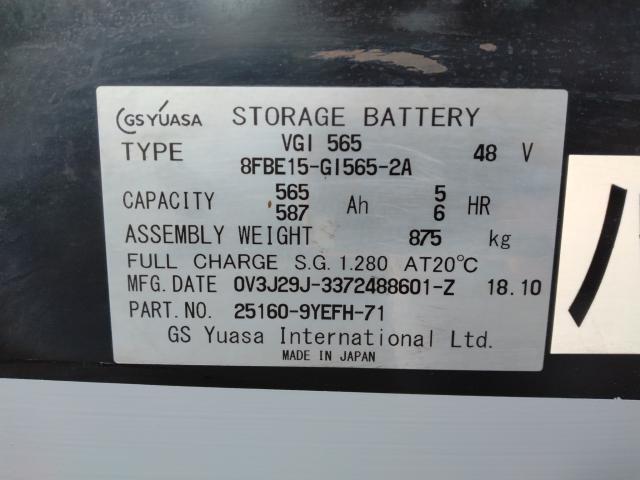 GS YUASA STORAGE BATTERY
TYPE VGI 565 48 V
8FBE15-GI565-2A
CAPACITY 565 Ah 5 HR
587 6
ASSEMBLY WEIGHT 875 kg
FULL CHARGE S.G. 1.280 AT20℃
MFG. DATE 0V3J29J-3372488601-Z 18.10
PART. NO. 25160-9YEFH-71
GS Yuasa International Ltd.
MADE IN JAPAN